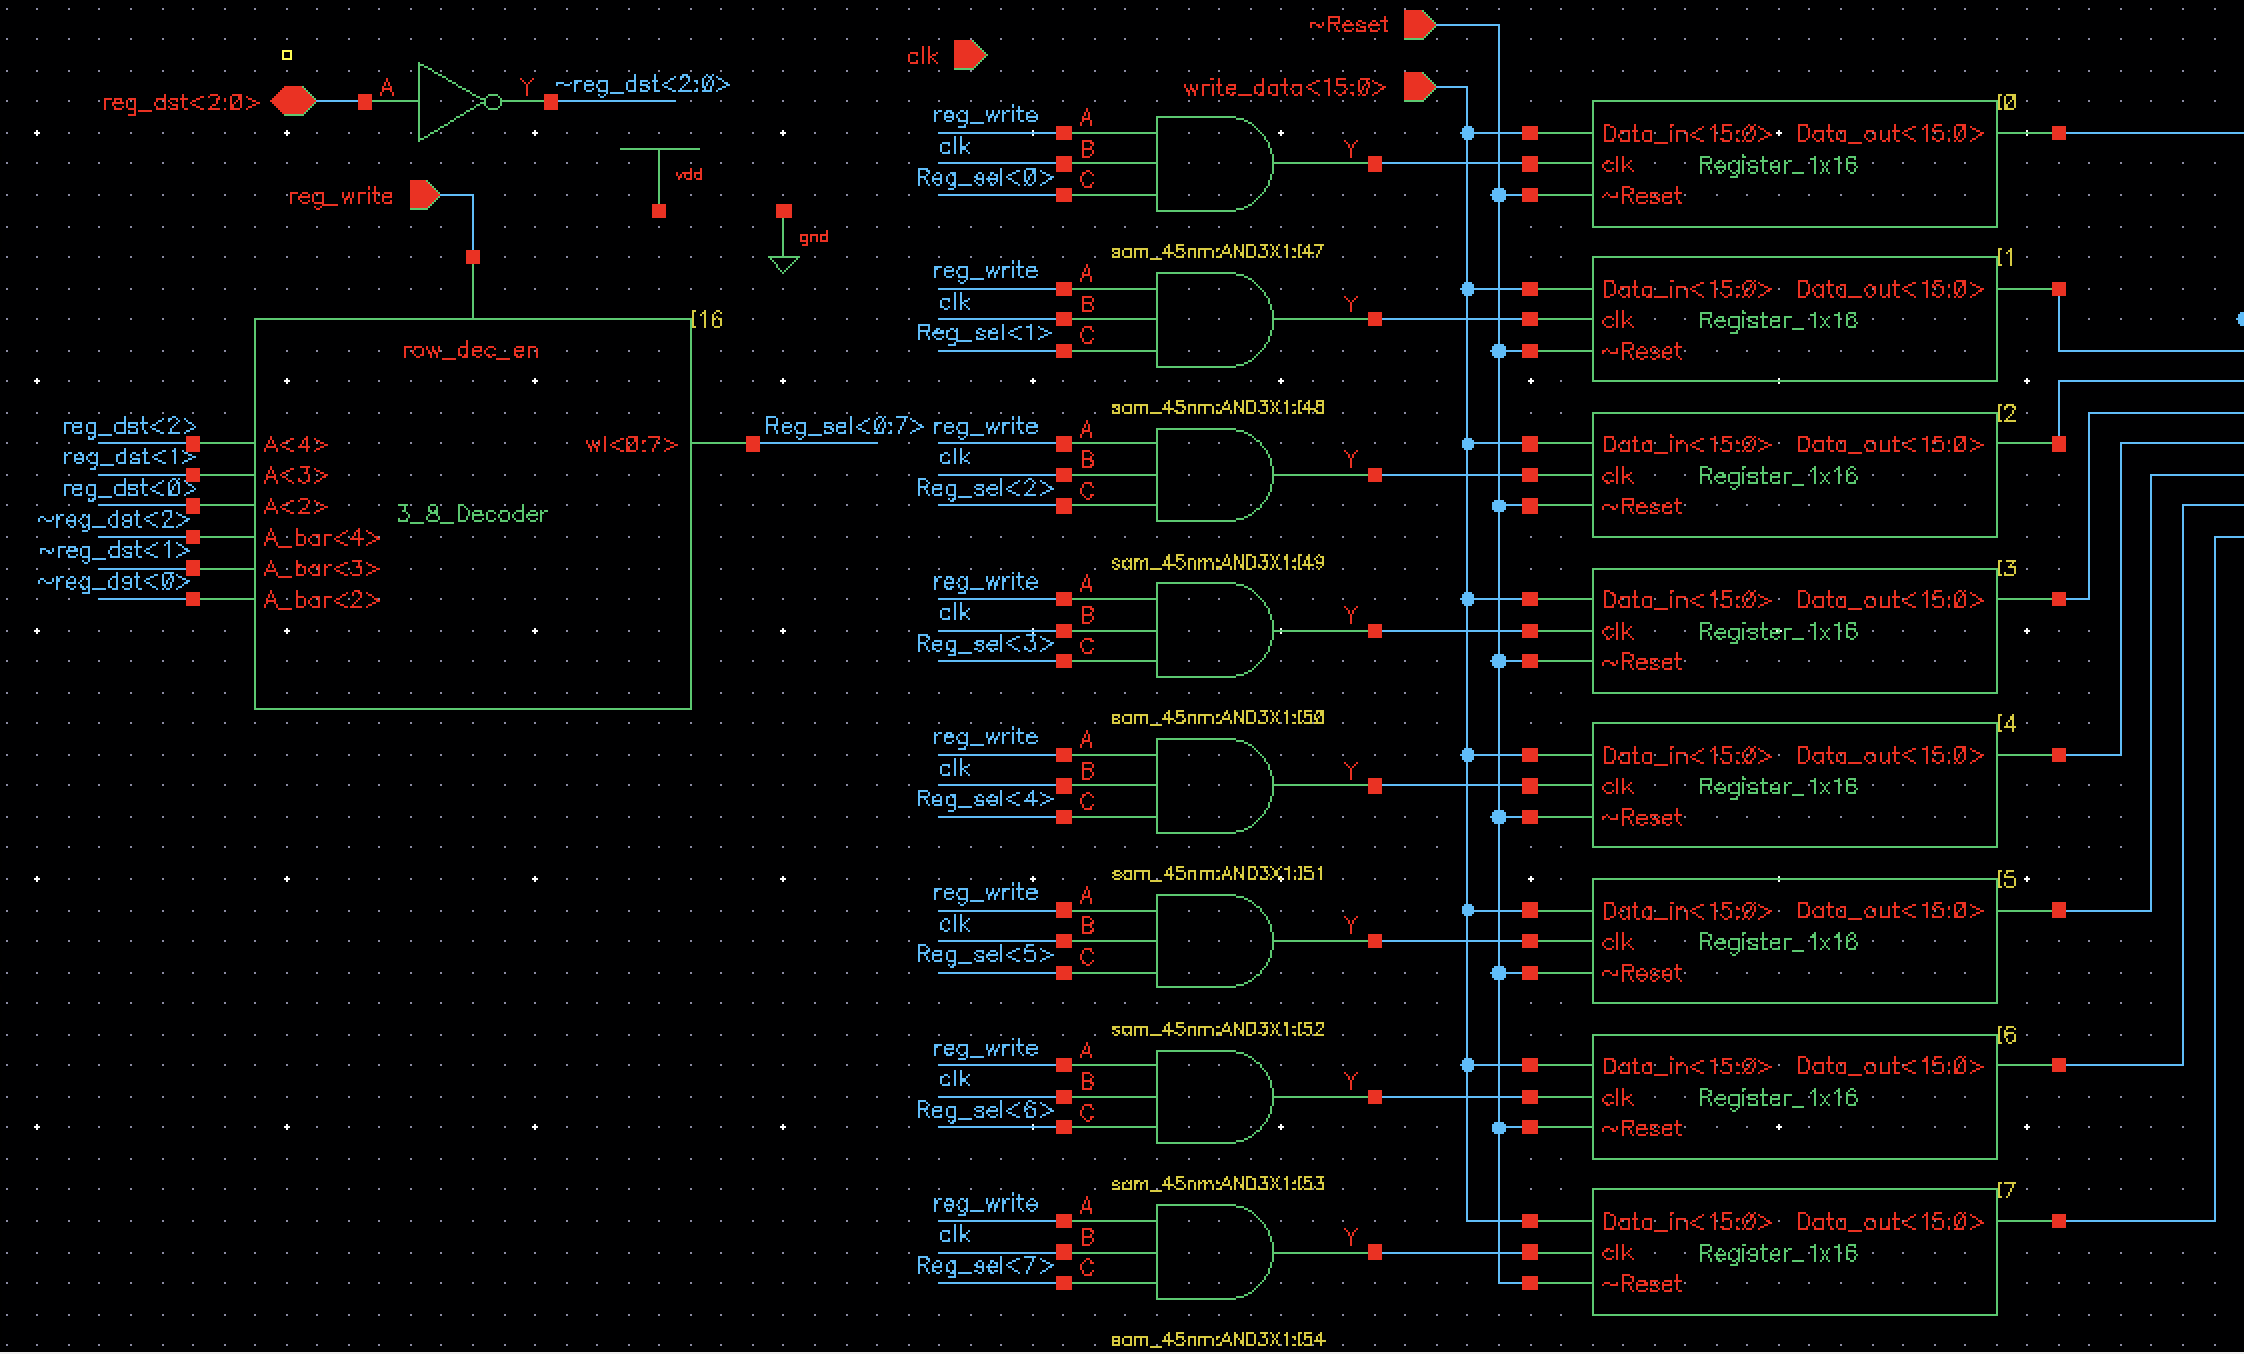 ~Reset
clk
write_data<15:0>
reg_dst<2:0>
A
Y
~reg_dst<2:0>
vdd
gnd
reg_write
I16
row_dec_en
reg_dst<2>
reg_dst<1>
reg_dst<0>
~reg_dst<2>
~reg_dst<1>
~reg_dst<0>
A<4>
A<3>
A<2>
A_bar<4>
A_bar<3>
A_bar<2>
wl<0:7>
3_8_Decoder
Reg_sel<0:7>
reg_write A
clk B
Reg_sel<0> C
Y
sam_45nm:AND3X1:I47
I0
Data_in<15:0> Data_out<15:0>
clk Register_1x16
~Reset
reg_write A
clk B
Reg_sel<1> C
Y
sam_45nm:AND3X1:I48
I1
Data_in<15:0> Data_out<15:0>
clk Register_1x16
~Reset
reg_write A
clk B
Reg_sel<2> C
Y
sam_45nm:AND3X1:I49
I2
Data_in<15:0> Data_out<15:0>
clk Register_1x16
~Reset
reg_write A
clk B
Reg_sel<3> C
Y
sam_45nm:AND3X1:I50
I3
Data_in<15:0> Data_out<15:0>
clk Register_1x16
~Reset
reg_write A
clk B
Reg_sel<4> C
Y
sam_45nm:AND3X1:I51
I4
Data_in<15:0> Data_out<15:0>
clk Register_1x16
~Reset
reg_write A
clk B
Reg_sel<5> C
Y
sam_45nm:AND3X1:I52
I5
Data_in<15:0> Data_out<15:0>
clk Register_1x16
~Reset
reg_write A
clk B
Reg_sel<6> C
Y
sam_45nm:AND3X1:I53
I6
Data_in<15:0> Data_out<15:0>
clk Register_1x16
~Reset
reg_write A
clk B
Reg_sel<7> C
Y
sam_45nm:AND3X1:I54
I7
Data_in<15:0> Data_out<15:0>
clk Register_1x16
~Reset